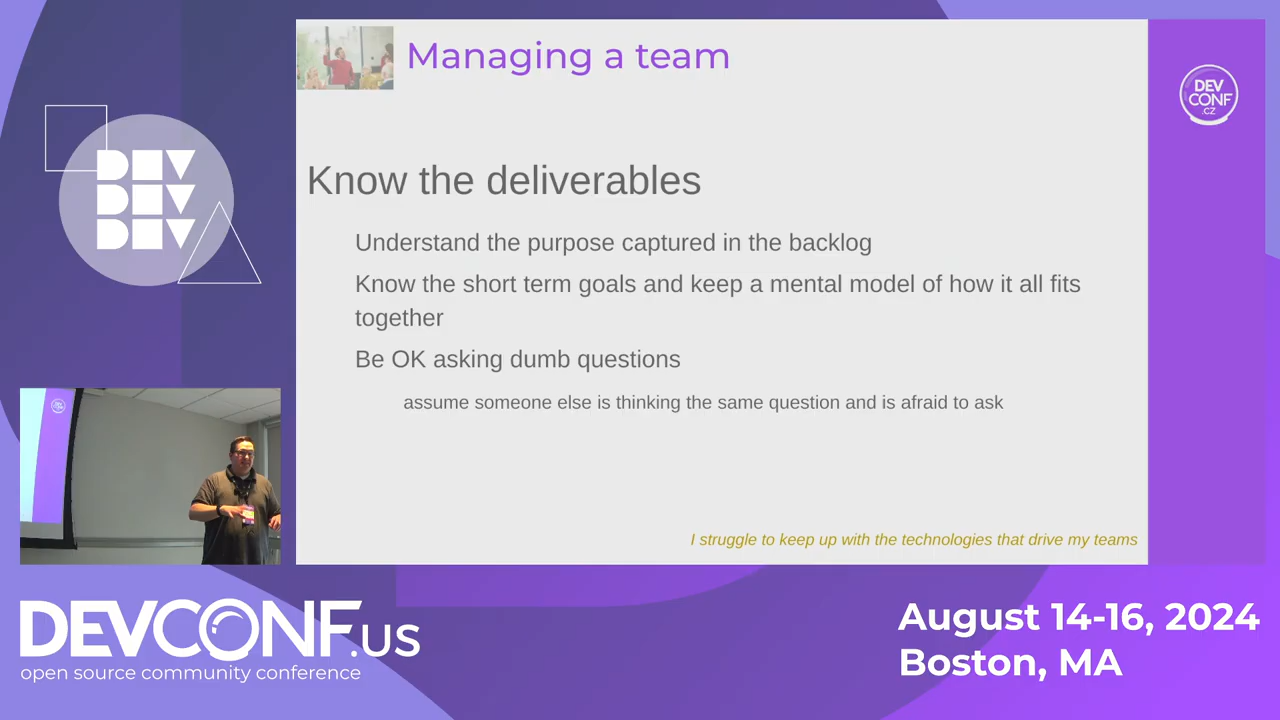 Managing a team
DEV
CONF
.CZ
DEV
DEV
DEV
Know the deliverables
Understand the purpose captured in the backlog
Know the short term goals and keep a mental model of how it all fits
together
Be OK asking dumb questions
assume someone else is thinking the same question and is afraid to ask
I struggle to keep up with the technologies that drive my teams
DEVCONF.US
open source community conference
August 14-16, 2024
Boston, MA